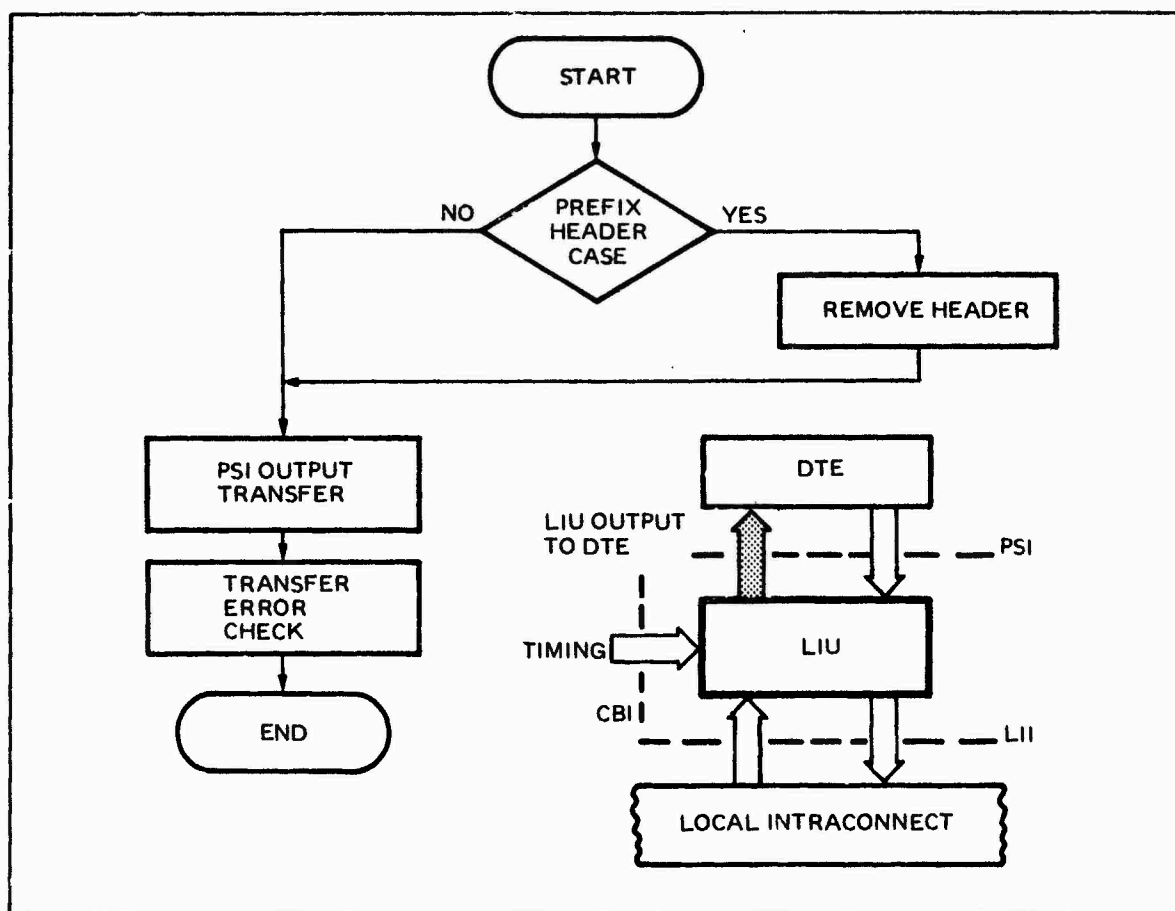 START
PREFIX
HEADER
CASE
NO
YES
REMOVE HEADER
PSI OUTPUT
TRANSFER
TRANSFER
ERROR
CHECK
END
DTE
LIU OUTPUT
TO DTE
PSI
TIMING
LIU
CBI
LII
LOCAL INTRACONNECT